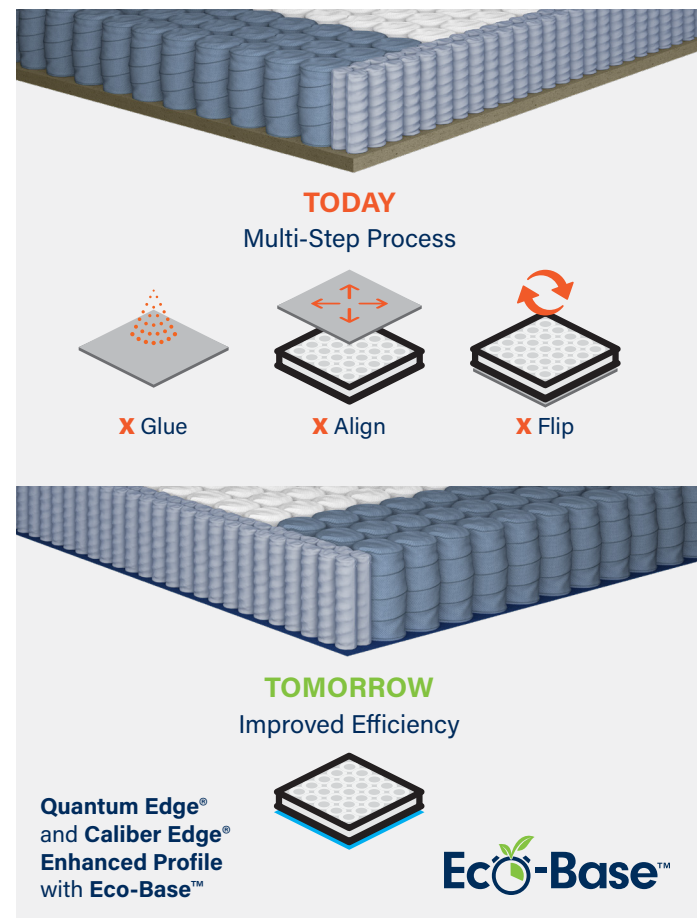 TODAY
Multi-Step Process
X Glue
X Align
X Flip
TOMORROW
Improved Efficiency
Quantum Edge®
and Caliber Edge®
Enhanced Profile
with Eco-Base™
Eco-Base™